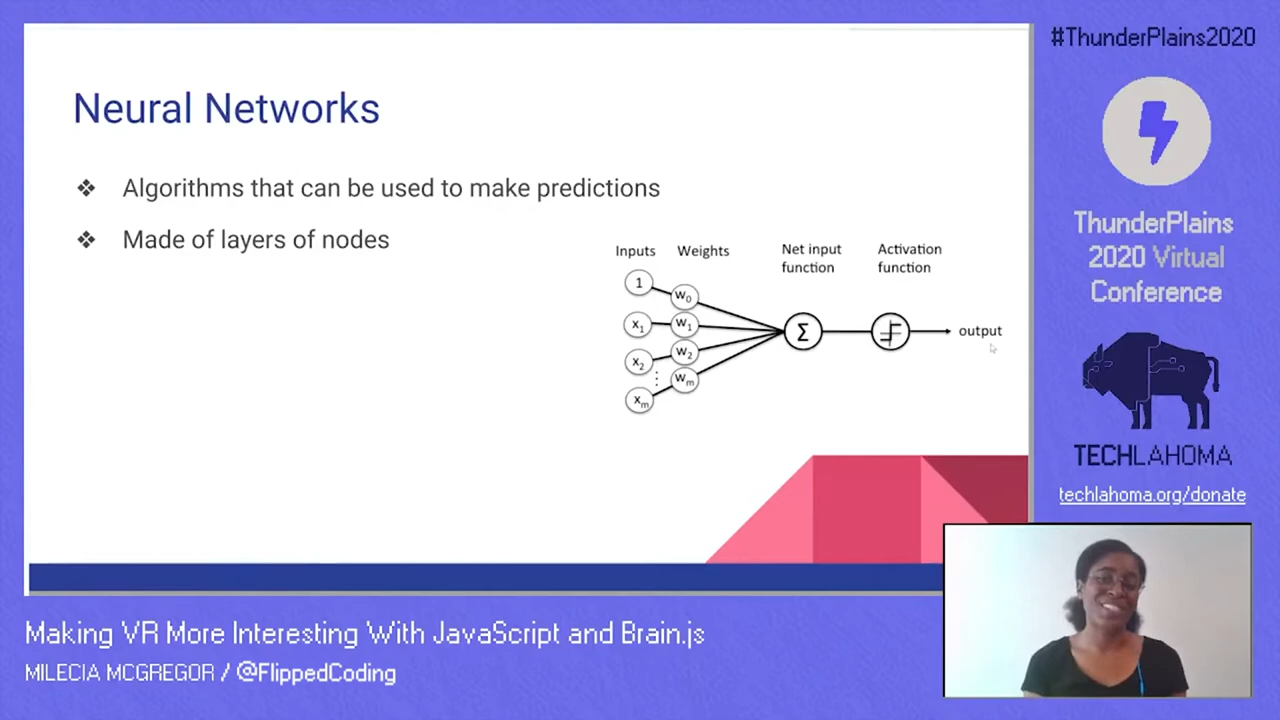 #ThunderPlains2020
Neural Networks
❖ Algorithms that can be used to make predictions
❖ Made of layers of nodes
Inputs Weights Net input function Activation function
1 w0
x1 w1
x2 w2
⋮ wm
xm
Σ
output
ThunderPlains
2020 Virtual
Conference
TECHLAHOMA
techlahoma.org/donate
Making VR More Interesting With JavaScript and Brain.js
MILECIA MCGREGOR / @FlippedCoding